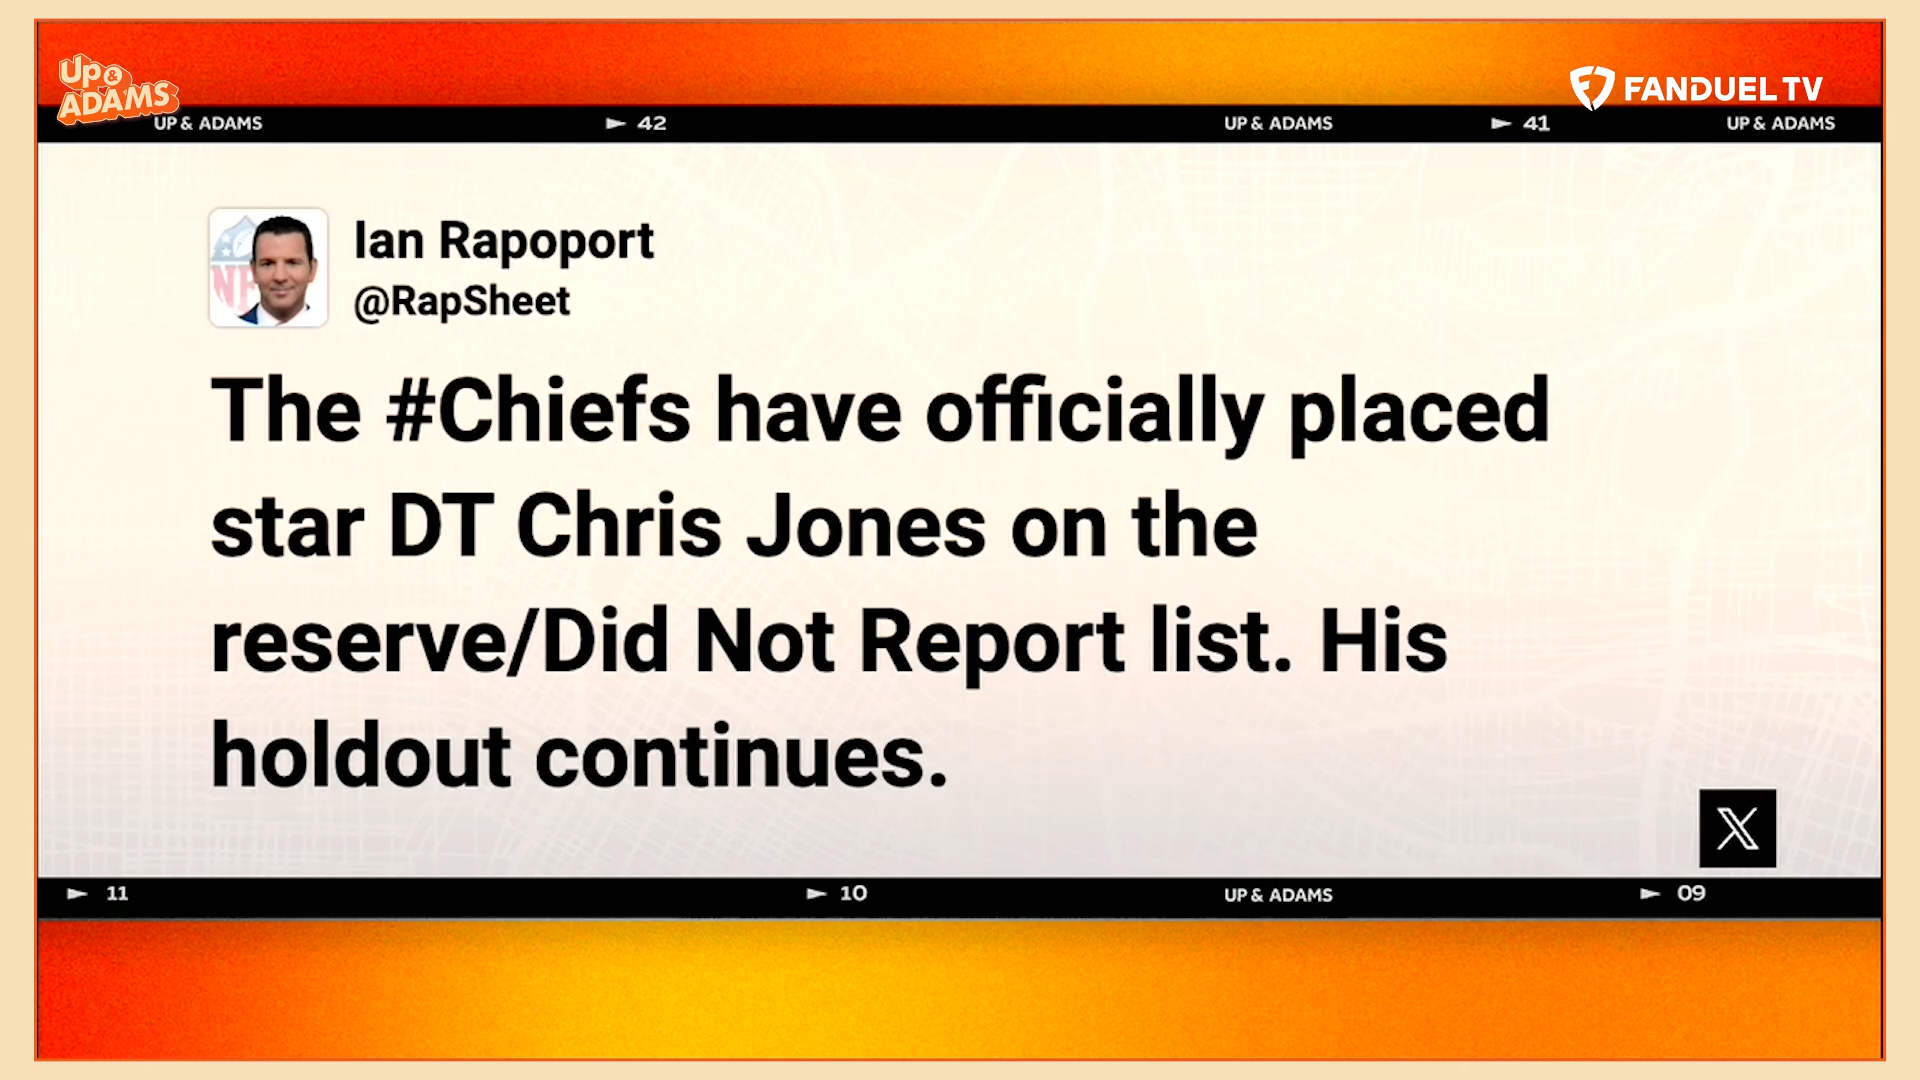 Up &
ADAMS
FANDUEL TV
UP & ADAMS
42
UP & ADAMS
41
UP & ADAMS
NF
Ian Rapoport
@RapSheet
The #Chiefs have officially placed
star DT Chris Jones on the
reserve/Did Not Report list. His
holdout continues.
X
11
10
UP & ADAMS
09